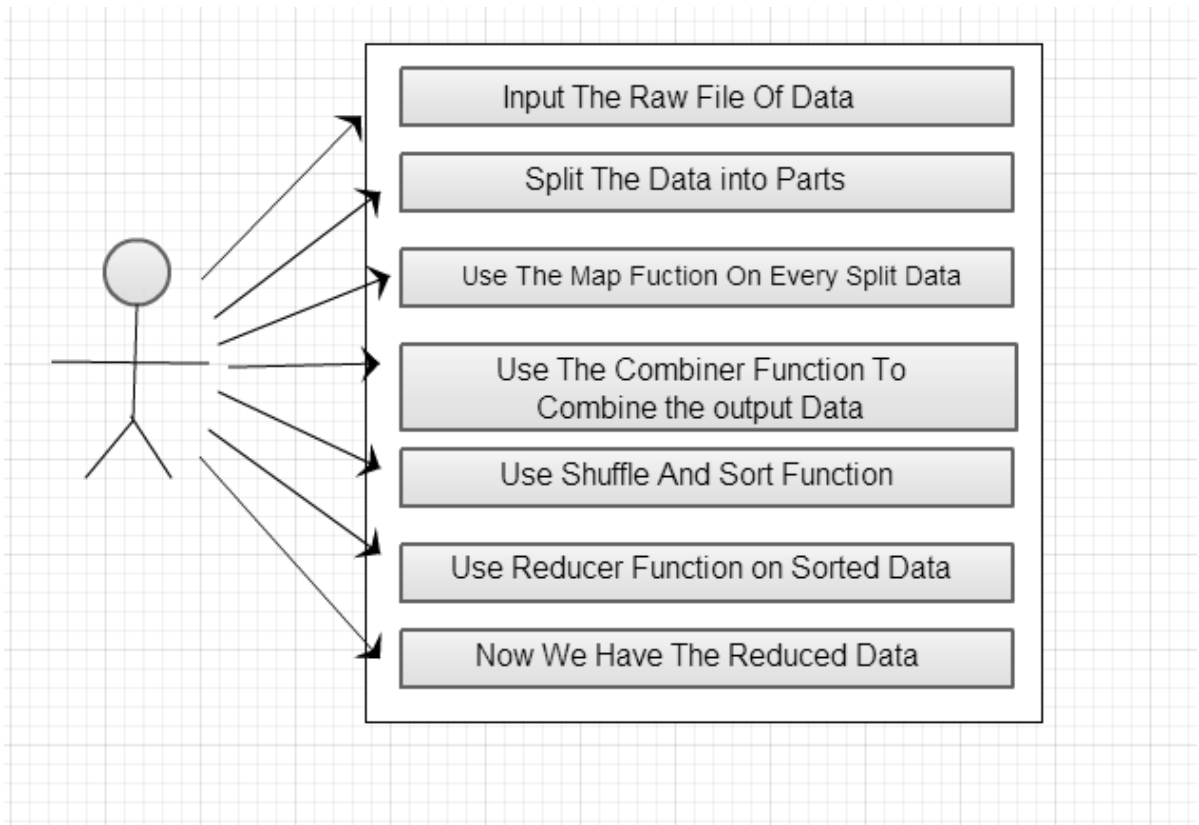 Input The Raw File Of Data
Split The Data into Parts
Use The Map Fuction On Every Split Data
Use The Combiner Function To
Combine the output Data
Use Shuffle And Sort Function
Use Reducer Function on Sorted Data
Now We Have The Reduced Data